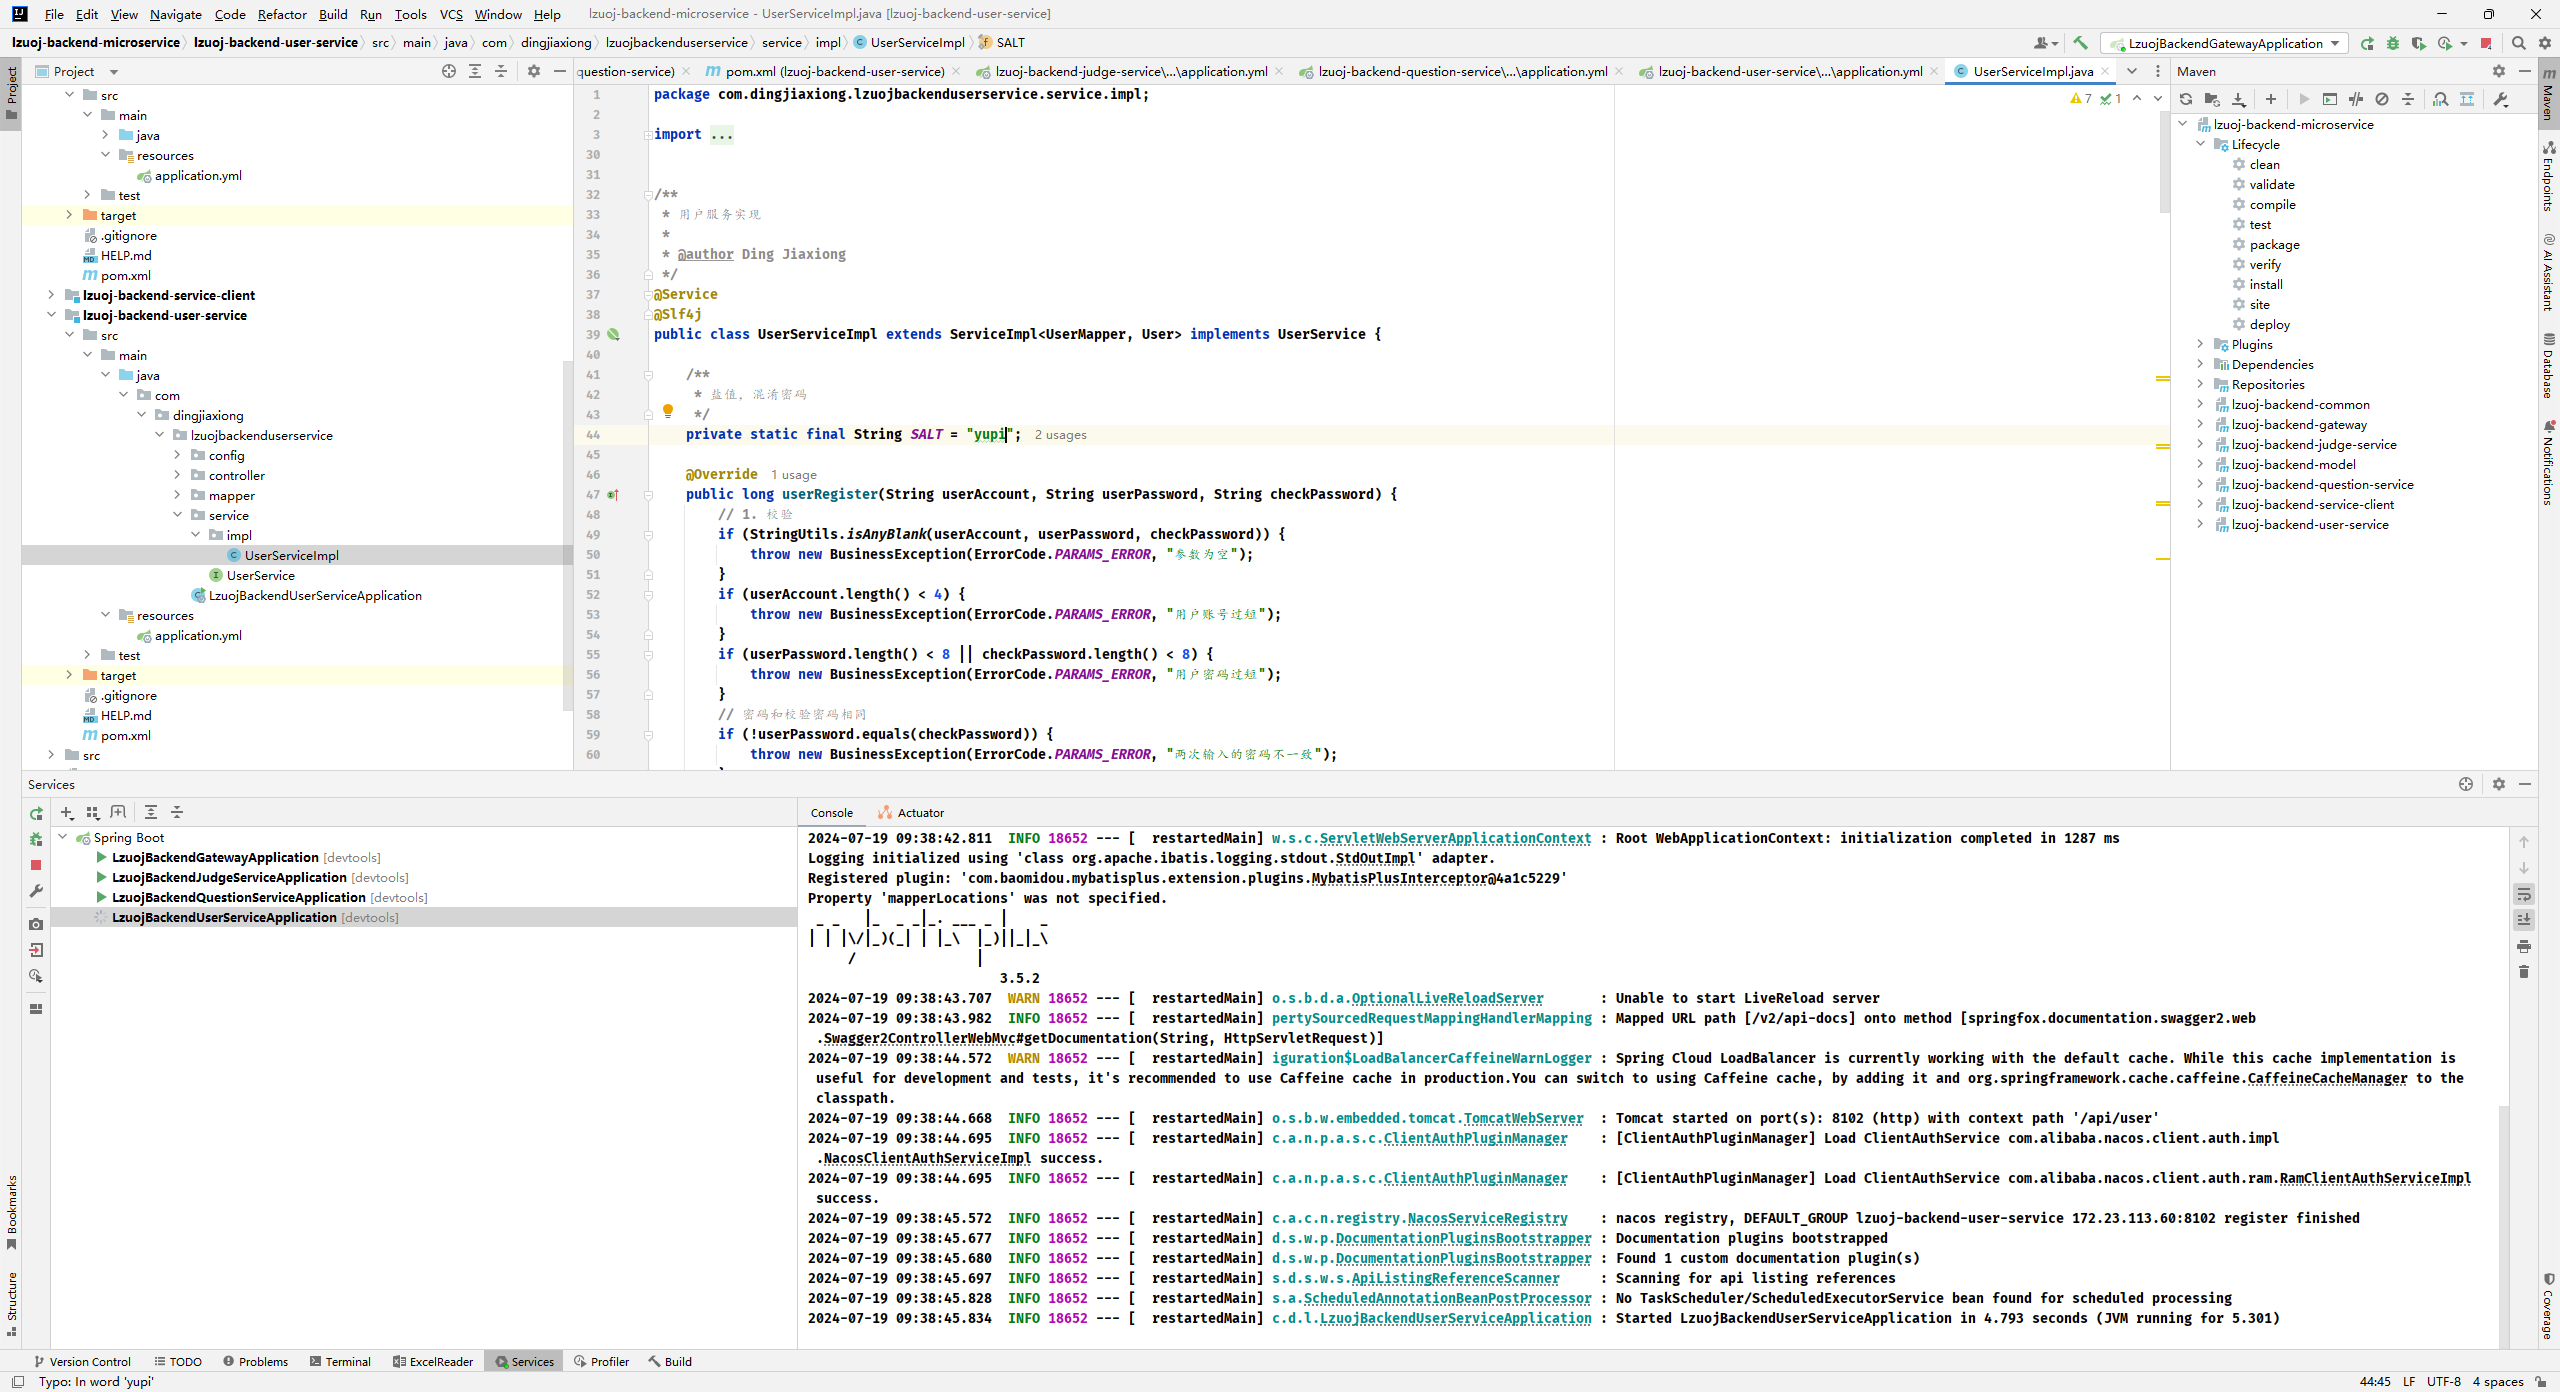 File Edit View Navigate Code Refactor Build Run Tools VCS Window Help lzuoj-backend-microservice - UserServiceImpl.java [lzuoj-backend-user-service]
lzuoj-backend-microservice lzuoj-backend-user-service src main java com dingjiaxiong lzuojbackenduserservice service impl UserServiceImpl SALT
LzuojBackendGatewayApplication
Project
question-service) pom.xml (lzuoj-backend-user-service) lzuoj-backend-judge-service\...\application.yml lzuoj-backend-question-service\...\application.yml lzuoj-backend-user-service\...\application.yml UserServiceImpl.java
Maven
Project
src
main
java
resources
application.yml
test
target
.gitignore
HELP.md
pom.xml
lzuoj-backend-service-client
lzuoj-backend-user-service
src
main
java
com
dingjiaxiong
lzuojbackenduserservice
config
controller
mapper
service
impl
UserServiceImpl
UserService
LzuojBackendUserServiceApplication
resources
application.yml
test
target
.gitignore
HELP.md
pom.xml
src
7 1
1 package com.dingjiaxiong.lzuojbackenduserservice.service.impl;
2
3 import ...
30
31
32 /**
33 * 用户服务实现
34 *
35 * @author Ding Jiaxiong
36 */
37 @Service
38 @Slf4j
39 public class UserServiceImpl extends ServiceImpl<UserMapper, User> implements UserService {
40
41 /**
42 * 盐值，混淆密码
43 */
44 private static final String SALT = "yupi"; 2 usages
45
46 @Override 1 usage
47 public long userRegister(String userAccount, String userPassword, String checkPassword) {
48 // 1. 校验
49 if (StringUtils.isAnyBlank(userAccount, userPassword, checkPassword)) {
50 throw new BusinessException(ErrorCode.PARAMS_ERROR, "参数为空");
51 }
52 if (userAccount.length() < 4) {
53 throw new BusinessException(ErrorCode.PARAMS_ERROR, "用户账号过短");
54 }
55 if (userPassword.length() < 8 || checkPassword.length() < 8) {
56 throw new BusinessException(ErrorCode.PARAMS_ERROR, "用户密码过短");
57 }
58 // 密码和校验密码相同
59 if (!userPassword.equals(checkPassword)) {
60 throw new BusinessException(ErrorCode.PARAMS_ERROR, "两次输入的密码不一致");
lzuoj-backend-microservice
Lifecycle
clean
validate
compile
test
package
verify
install
site
deploy
Plugins
Dependencies
Repositories
lzuoj-backend-common
lzuoj-backend-gateway
lzuoj-backend-judge-service
lzuoj-backend-model
lzuoj-backend-question-service
lzuoj-backend-service-client
lzuoj-backend-user-service
Maven
Endpoints
AI Assistant
Database
Notifications
Services
Console Actuator
Spring Boot
LzuojBackendGatewayApplication [devtools]
LzuojBackendJudgeServiceApplication [devtools]
LzuojBackendQuestionServiceApplication [devtools]
LzuojBackendUserServiceApplication [devtools]
2024-07-19 09:38:42.811 INFO 18652 --- [ restartedMain] w.s.c.ServletWebServerApplicationContext : Root WebApplicationContext: initialization completed in 1287 ms
Logging initialized using 'class org.apache.ibatis.logging.stdout.StdOutImpl' adapter.
Registered plugin: 'com.baomidou.mybatisplus.extension.plugins.MybatisPlusInterceptor@4a1c5229'
Property 'mapperLocations' was not specified.
 _ _   |_  _ _|_. ___ _ |    _
| | |\/|_)(_| | |_\  |_)||_|_\
     /               |
3.5.2
2024-07-19 09:38:43.707 WARN 18652 --- [ restartedMain] o.s.b.d.a.OptionalLiveReloadServer : Unable to start LiveReload server
2024-07-19 09:38:43.982 INFO 18652 --- [ restartedMain] pertySourcedRequestMappingHandlerMapping : Mapped URL path [/v2/api-docs] onto method [springfox.documentation.swagger2.web
.Swagger2ControllerWebMvc#getDocumentation(String, HttpServletRequest)]
2024-07-19 09:38:44.572 WARN 18652 --- [ restartedMain] iguration$LoadBalancerCaffeineWarnLogger : Spring Cloud LoadBalancer is currently working with the default cache. While this cache implementation is
useful for development and tests, it's recommended to use Caffeine cache in production.You can switch to using Caffeine cache, by adding it and org.springframework.cache.caffeine.CaffeineCacheManager to the
classpath.
2024-07-19 09:38:44.668 INFO 18652 --- [ restartedMain] o.s.b.w.embedded.tomcat.TomcatWebServer : Tomcat started on port(s): 8102 (http) with context path '/api/user'
2024-07-19 09:38:44.695 INFO 18652 --- [ restartedMain] c.a.n.p.a.s.c.ClientAuthPluginManager : [ClientAuthPluginManager] Load ClientAuthService com.alibaba.nacos.client.auth.impl
.NacosClientAuthServiceImpl success.
2024-07-19 09:38:44.695 INFO 18652 --- [ restartedMain] c.a.n.p.a.s.c.ClientAuthPluginManager : [ClientAuthPluginManager] Load ClientAuthService com.alibaba.nacos.client.auth.ram.RamClientAuthServiceImpl
success.
2024-07-19 09:38:45.572 INFO 18652 --- [ restartedMain] c.a.c.n.registry.NacosServiceRegistry : nacos registry, DEFAULT_GROUP lzuoj-backend-user-service 172.23.113.60:8102 register finished
2024-07-19 09:38:45.677 INFO 18652 --- [ restartedMain] d.s.w.p.DocumentationPluginsBootstrapper : Documentation plugins bootstrapped
2024-07-19 09:38:45.680 INFO 18652 --- [ restartedMain] d.s.w.p.DocumentationPluginsBootstrapper : Found 1 custom documentation plugin(s)
2024-07-19 09:38:45.697 INFO 18652 --- [ restartedMain] s.d.s.w.s.ApiListingReferenceScanner : Scanning for api listing references
2024-07-19 09:38:45.828 INFO 18652 --- [ restartedMain] s.a.ScheduledAnnotationBeanPostProcessor : No TaskScheduler/ScheduledExecutorService bean found for scheduled processing
2024-07-19 09:38:45.834 INFO 18652 --- [ restartedMain] c.d.l.LzuojBackendUserServiceApplication : Started LzuojBackendUserServiceApplication in 4.793 seconds (JVM running for 5.301)
Bookmarks
Structure
Coverage
Version Control TODO Problems Terminal ExcelReader Services Profiler Build
Typo: In word 'yupi' 44:45 LF UTF-8 4 spaces